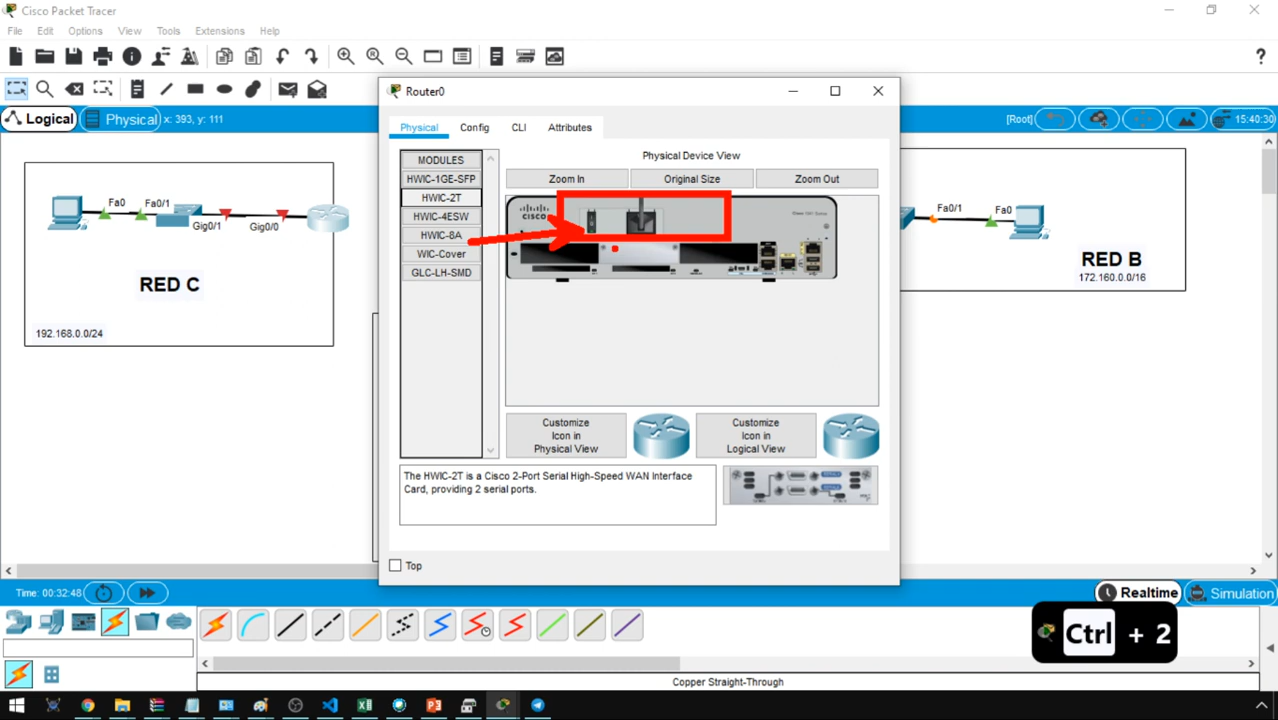 Cisco Packet Tracer
File Edit Options View Tools Extensions Help
Logical Physical x: 393, y: 111 [Root] 15:40:30
Router0
Physical Config CLI Attributes
MODULES
HWIC-1GE-SFP
HWIC-2T
HWIC-4ESW
HWIC-8A
WIC-Cover
GLC-LH-SMD
Physical Device View
Zoom In Original Size Zoom Out
CISCO
Customize
Icon in
Physical View
Customize
Icon in
Logical View
The HWIC-2T is a Cisco 2-Port Serial High-Speed WAN Interface
Card, providing 2 serial ports.
Top
Fa0 Fa0/1 Gig0/1 Gig0/0
RED C
192.168.0.0/24
Fa0/1 Fa0
RED B
172.160.0.0/16
Time: 00:32:48 Realtime Simulation
Ctrl + 2
Copper Straight-Through